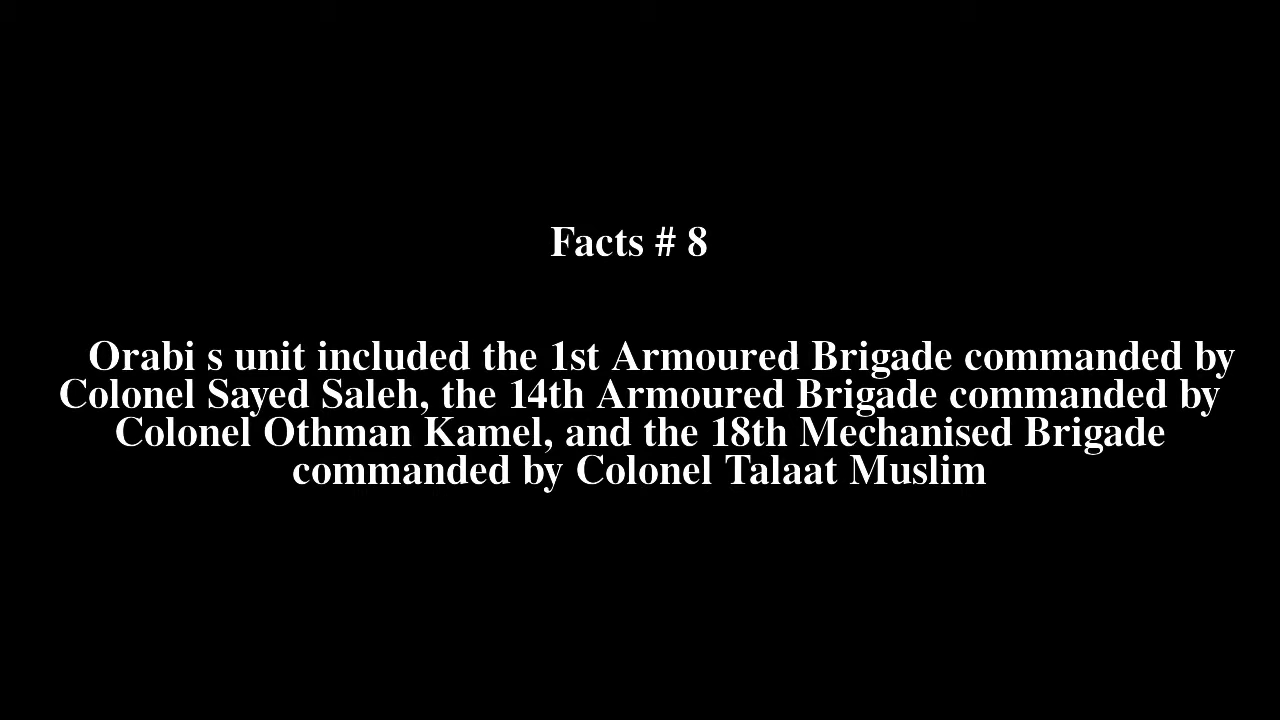 Facts # 8
Orabi s unit included the 1st Armoured Brigade commanded by
Colonel Sayed Saleh, the 14th Armoured Brigade commanded by
Colonel Othman Kamel, and the 18th Mechanised Brigade
commanded by Colonel Talaat Muslim